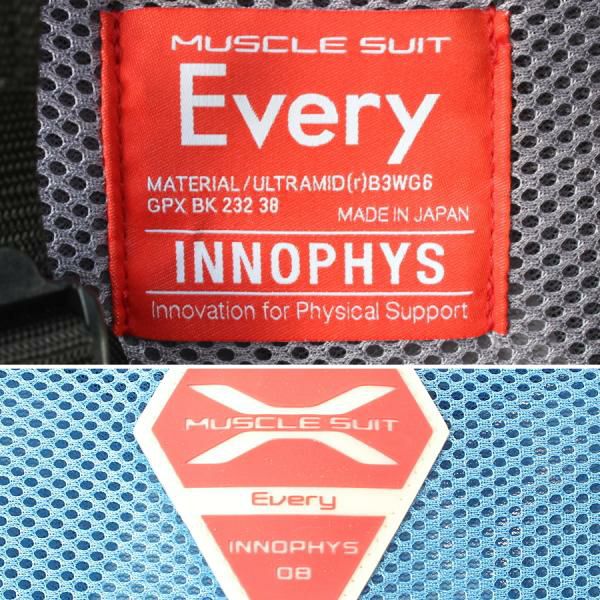 MUSCLE SUIT
Every
MATERIAL/ULTRAMID(r)B3WG6
GPX BK 232 38
MADE IN JAPAN
INNOPHYS
Innovation for Physical Support
MUSCLE SUIT
Every
INNOPHYS
08